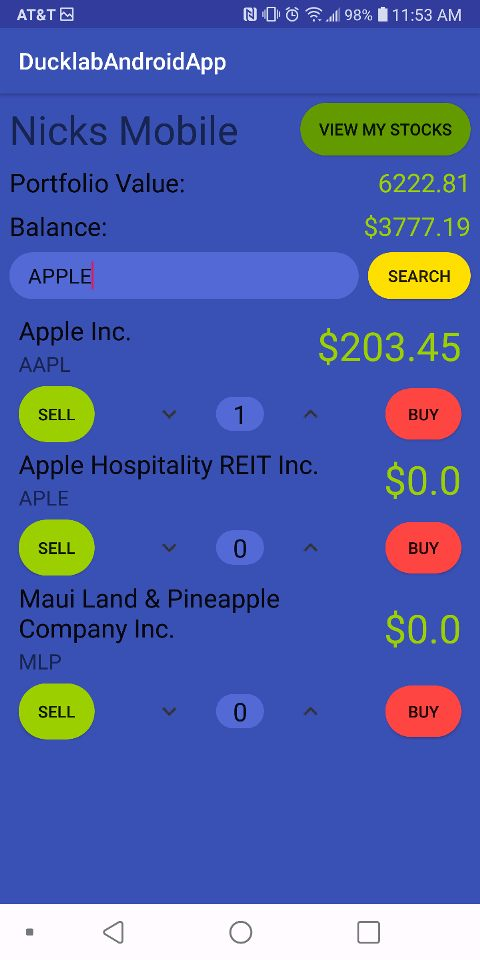 AT&T 98% 11:53 AM
DucklabAndroidApp
Nicks Mobile VIEW MY STOCKS
Portfolio Value: 6222.81
Balance: $3777.19
APPLE SEARCH
Apple Inc. $203.45
AAPL
SELL 1 BUY
Apple Hospitality REIT Inc. $0.0
APLE
SELL 0 BUY
Maui Land & Pineapple
Company Inc. $0.0
MLP
SELL 0 BUY